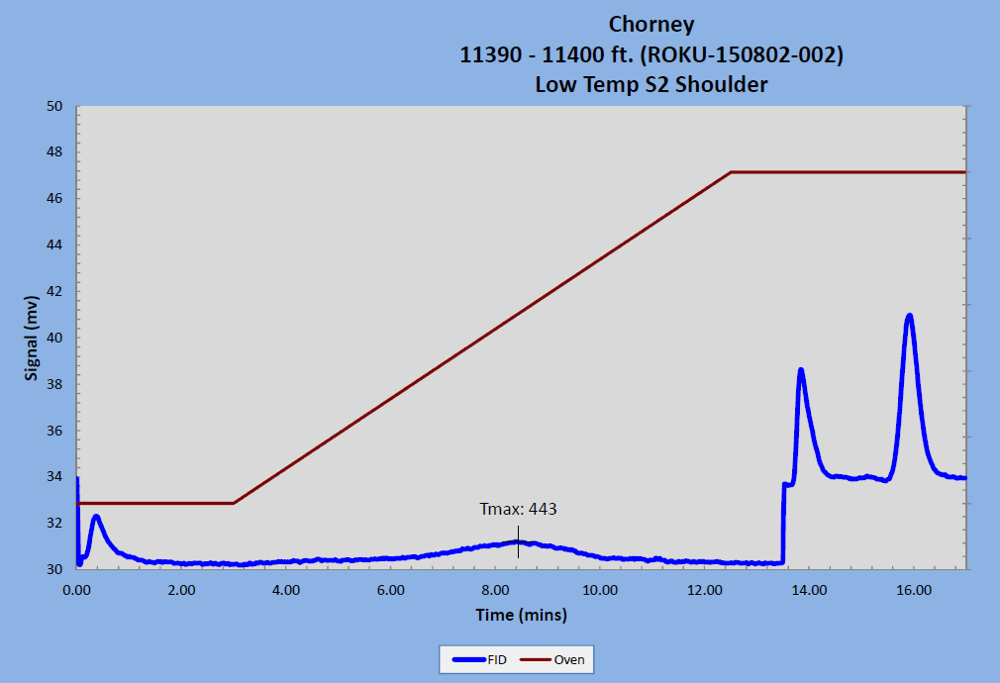 Chorney
11390 - 11400 ft. (ROKU-150802-002)
Low Temp S2 Shoulder
50
48
46
44
42
40
38
36
34
32
30
Signal (mv)
Tmax: 443
0.00 2.00 4.00 6.00 8.00 10.00 12.00 14.00 16.00
Time (mins)
FID Oven